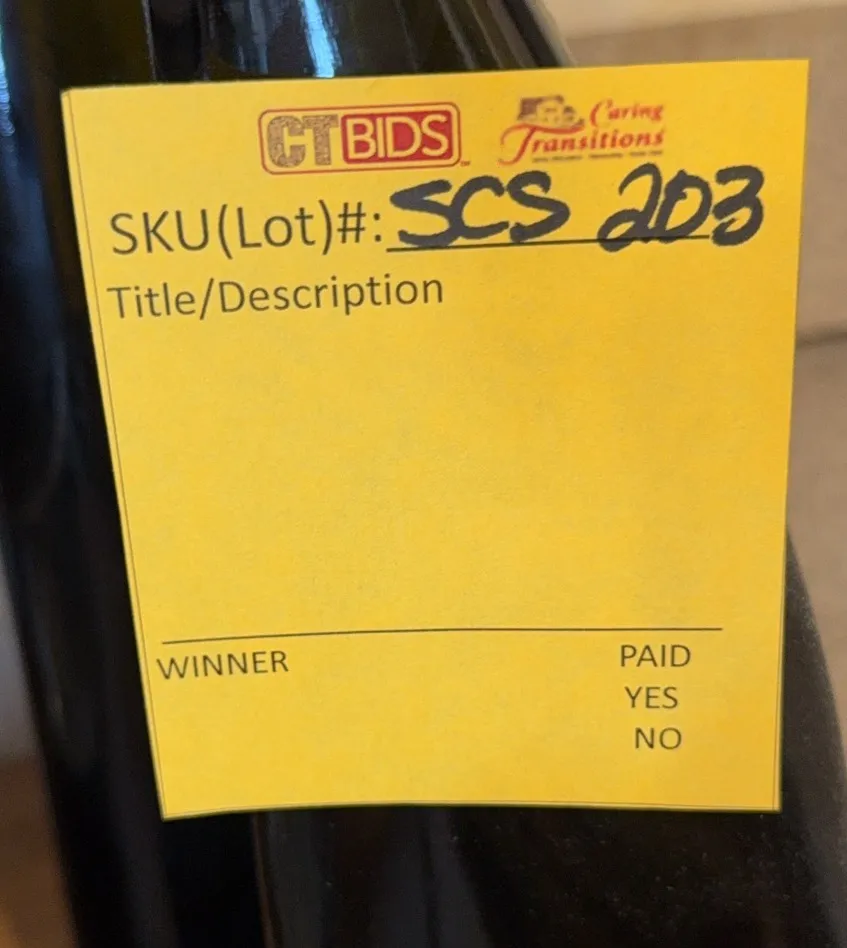 CTBIDS
Caring
Transitions
SKU(Lot)#: SCS 203
Title/Description
WINNER PAID
YES
NO